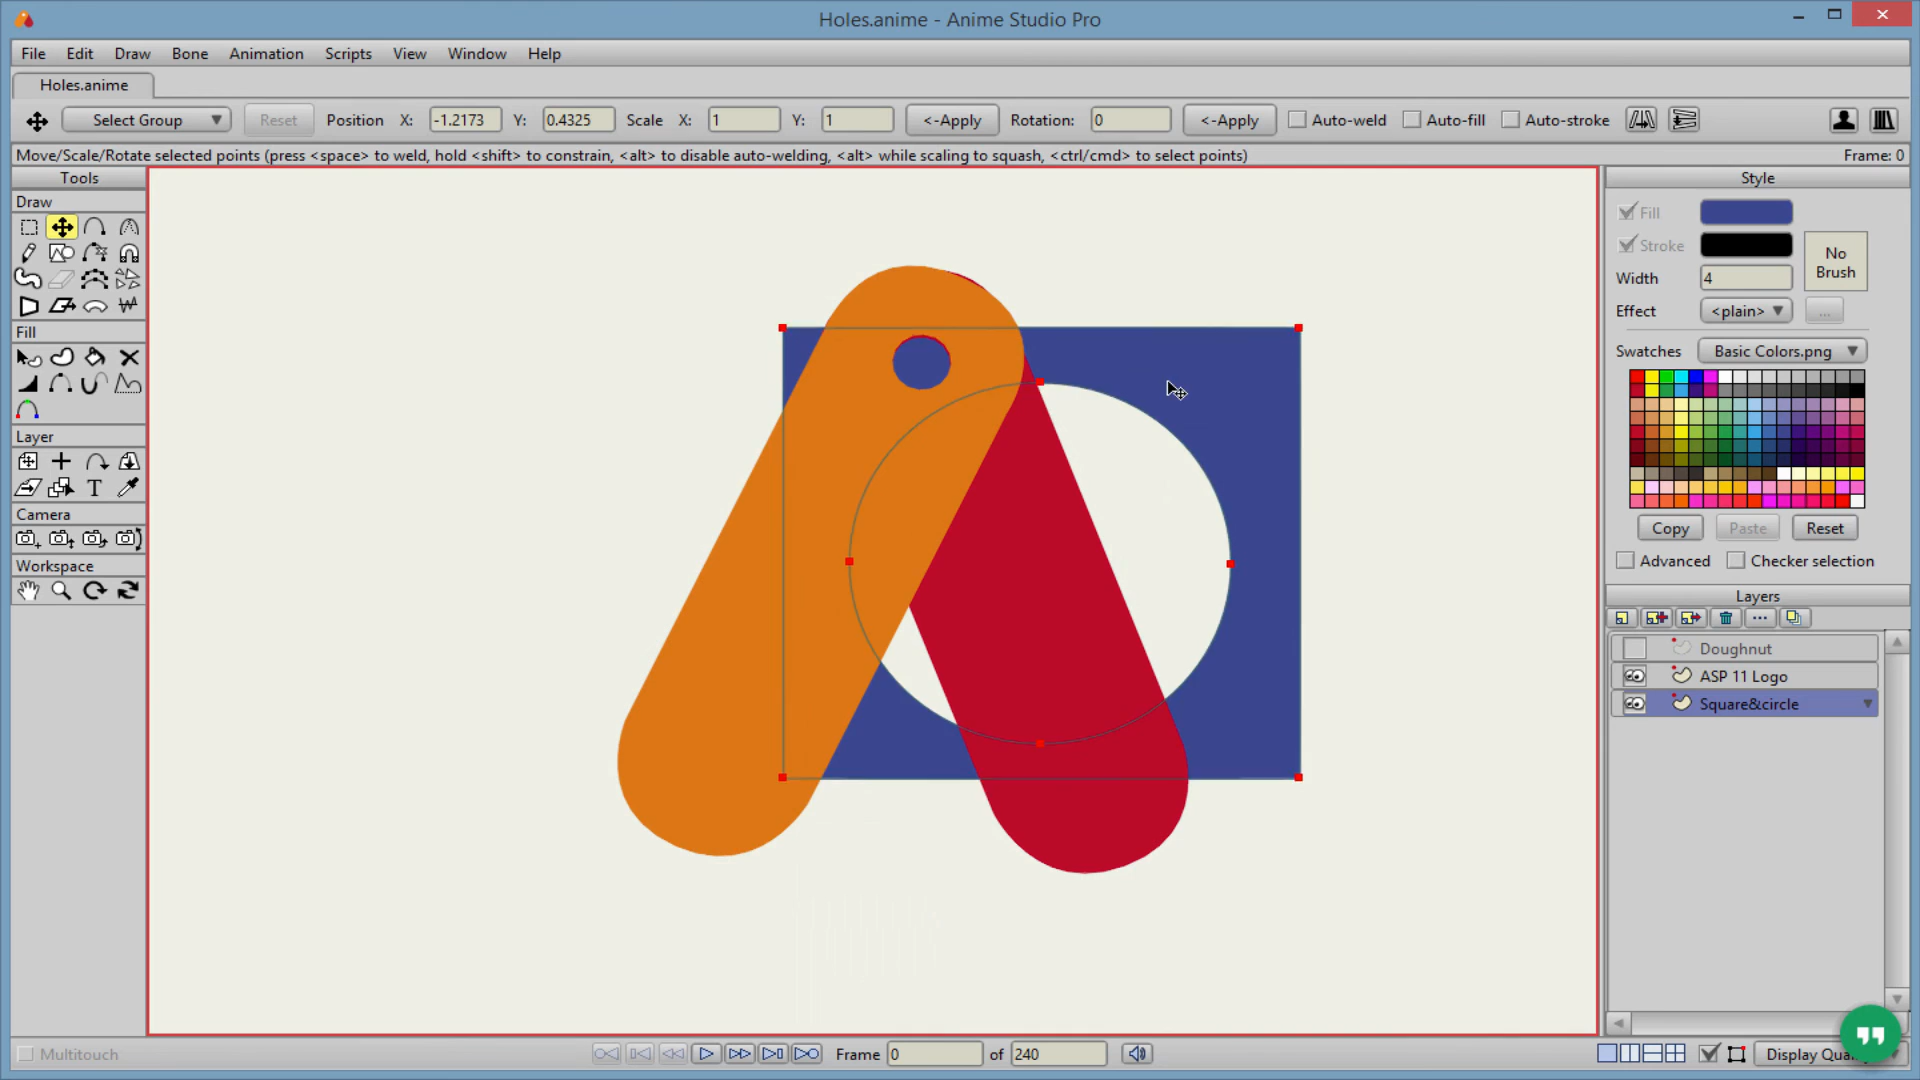 Holes.anime - Anime Studio Pro
File Edit Draw Bone Animation Scripts View Window Help
Holes.anime
Select Group Reset Position X: -1.2173 Y: 0.4325 Scale X: 1 Y: 1 <-Apply Rotation: 0 <-Apply Auto-weld Auto-fill Auto-stroke
Move/Scale/Rotate selected points (press <space> to weld, hold <shift> to constrain, <alt> to disable auto-welding, <alt> while scaling to squash, <ctrl/cmd> to select points) Frame: 0
Tools
Draw
Fill
Layer
T
Camera
Workspace
Style
Fill
Stroke
No Brush
Width 4
Effect <plain> ...
Swatches Basic Colors.png
Copy Paste Reset
Advanced Checker selection
Layers
Doughnut
ASP 11 Logo
Square&circle
Multitouch
Frame 0 of 240
Display